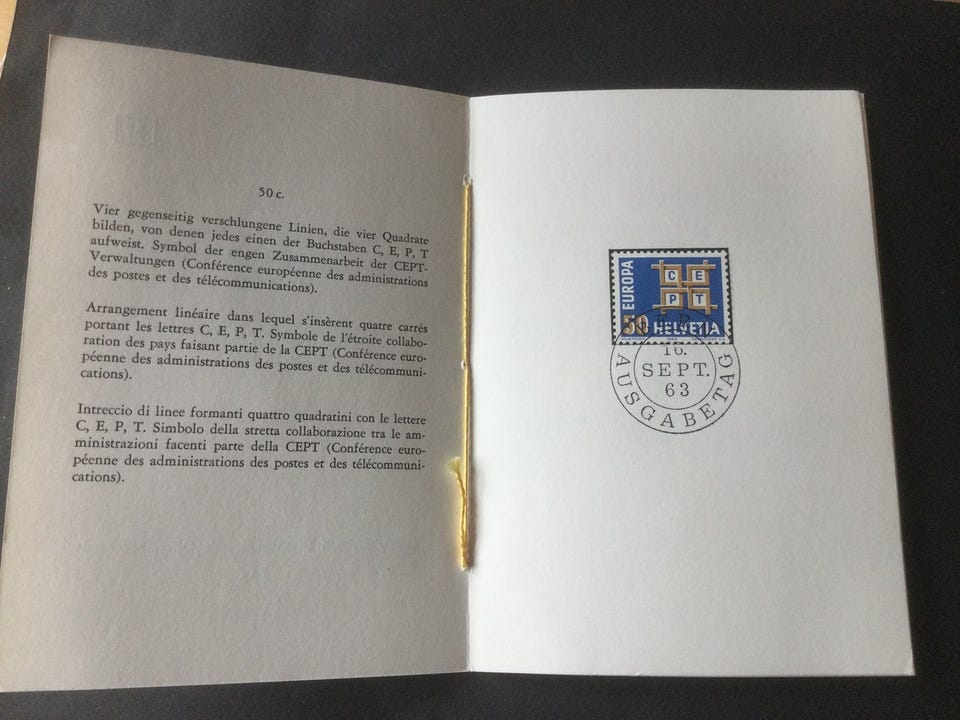 50 c.
Vier gegenseitig verschlungene Linien, die vier Quadrate
bilden, von denen jedes einen der Buchstaben C, E, P, T
aufweist. Symbol der engen Zusammenarbeit der CEPT-
Verwaltungen (Conférence européenne des administrations
des postes et des télécommunications).
Arrangement linéaire dans lequel s'insèrent quatre carrés
portant les lettres C, E, P, T. Symbole de l'étroite collabo-
ration des pays faisant partie de la CEPT (Conférence euro-
péenne des administrations des postes et des télécommuni-
cations).
Intreccio di linee formanti quattro quadratini con le lettere
C, E, P, T. Simbolo della stretta collaborazione tra le am-
ministrazioni facenti parte della CEPT (Conférence euro-
péenne des administrations des postes et des télécommuni-
cations).
EUROPA
C E
P T
50 HELVETIA
16.
SEPT.
63
AUSGABETAG